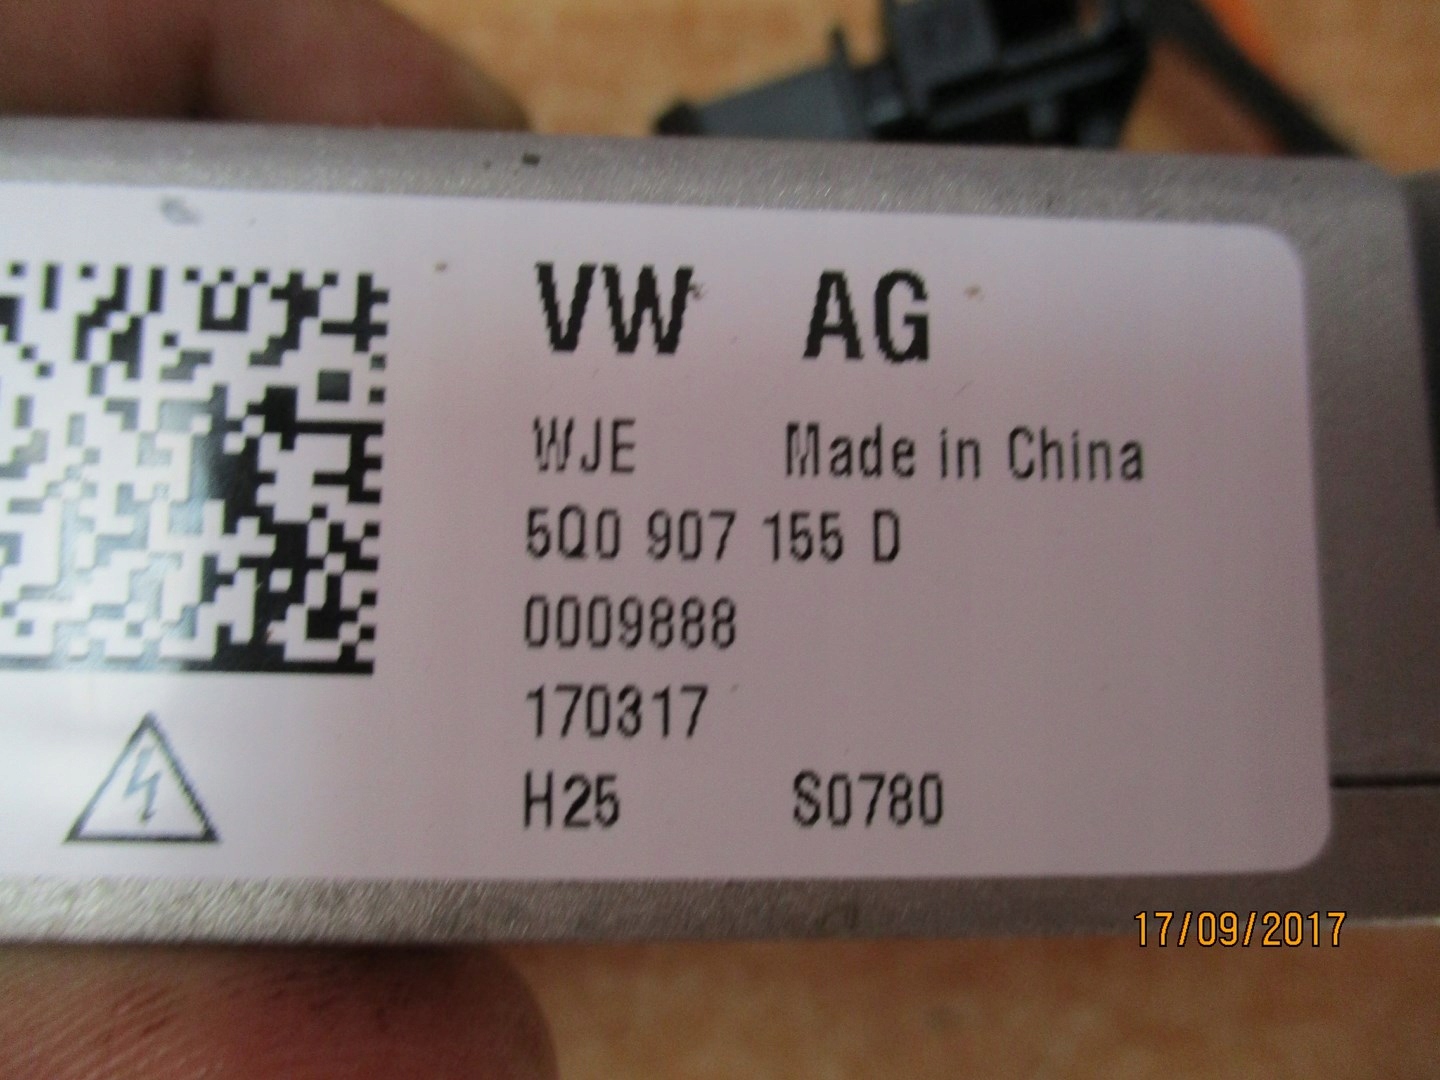 VW AG
WJE Made in China
5Q0 907 155 D
0009888
170317
H25 S0780
17/09/2017